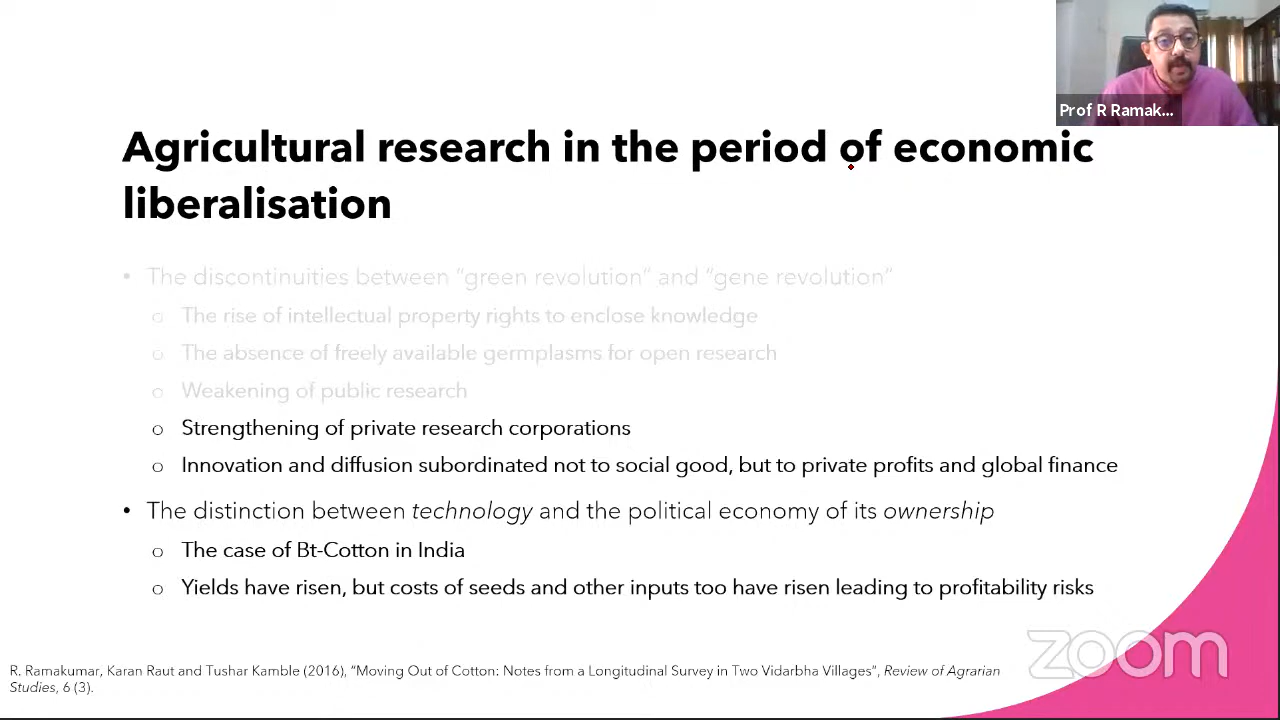 Prof R Ramak...
Agricultural research in the period of economic
liberalisation
• The discontinuities between “green revolution” and “gene revolution”
o The rise of intellectual property rights to enclose knowledge
o The absence of freely available germplasms for open research
o Weakening of public research
o Strengthening of private research corporations
o Innovation and diffusion subordinated not to social good, but to private profits and global finance
• The distinction between technology and the political economy of its ownership
o The case of Bt-Cotton in India
o Yields have risen, but costs of seeds and other inputs too have risen leading to profitability risks
zoom
R. Ramakumar, Karan Raut and Tushar Kamble (2016), “Moving Out of Cotton: Notes from a Longitudinal Survey in Two Vidarbha Villages”, Review of Agrarian
Studies, 6 (3).